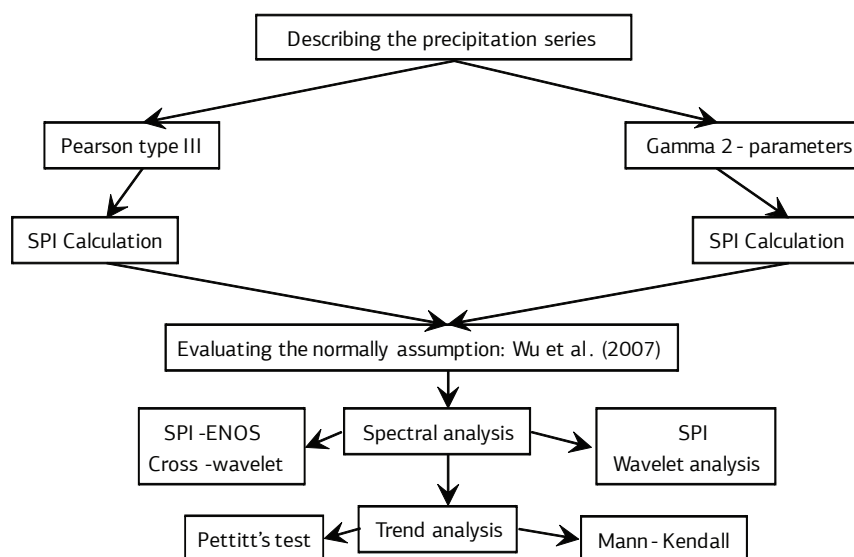 Describing the precipitation series
Pearson type III
Gamma 2 - parameters
SPI Calculation
SPI Calculation
Evaluating the normally assumption: Wu et al. (2007)
SPI -ENOS
Cross -wavelet
Spectral analysis
SPI
Wavelet analysis
Pettitt's test
Trend analysis
Mann - Kendall